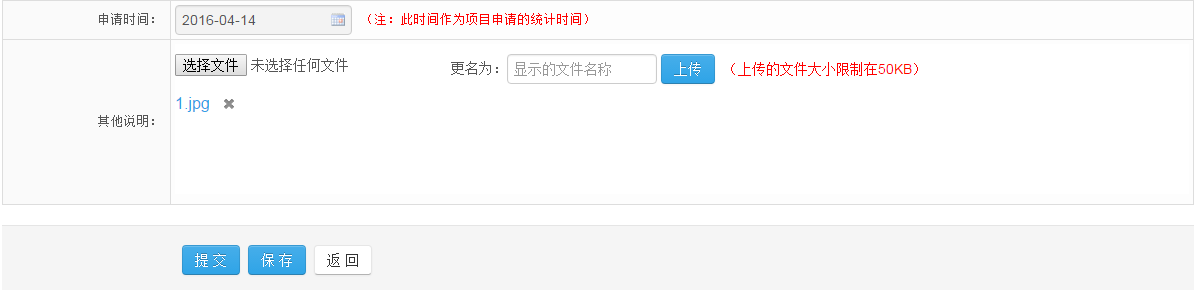 申请时间： 2016-04-14 （注：此时间作为项目申请的统计时间）
选择文件 未选择任何文件 更名为： 显示的文件名称 上传 （上传的文件大小限制在50KB）
1.jpg ✖
其他说明：
提 交 保 存 返 回